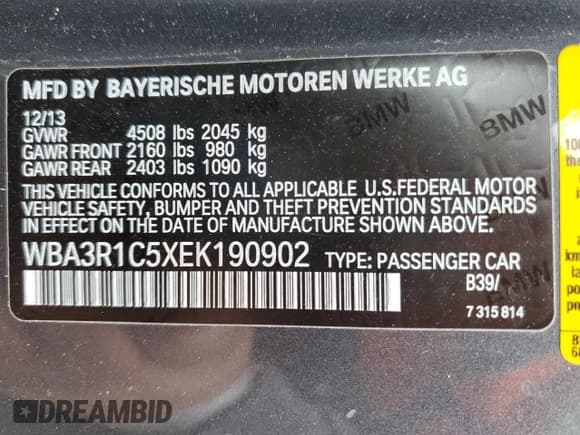 MFD BY BAYERISCHE MOTOREN WERKE AG
12/13
GVWR 4508 lbs 2045 kg
GAWR FRONT 2160 lbs 980 kg
GAWR REAR 2403 lbs 1090 kg
THIS VEHICLE CONFORMS TO ALL APPLICABLE U.S.FEDERAL MOTOR
VEHICLE SAFETY, BUMPER AND THEFT PREVENTION STANDARDS
IN EFFECT ON THE DATE OF MANUFACTURE SHOWN ABOVE.
WBA3R1C5XEK190902 TYPE: PASSENGER CAR
B39/
7 315 814
BMW
BMW
BMW
DREAMBID